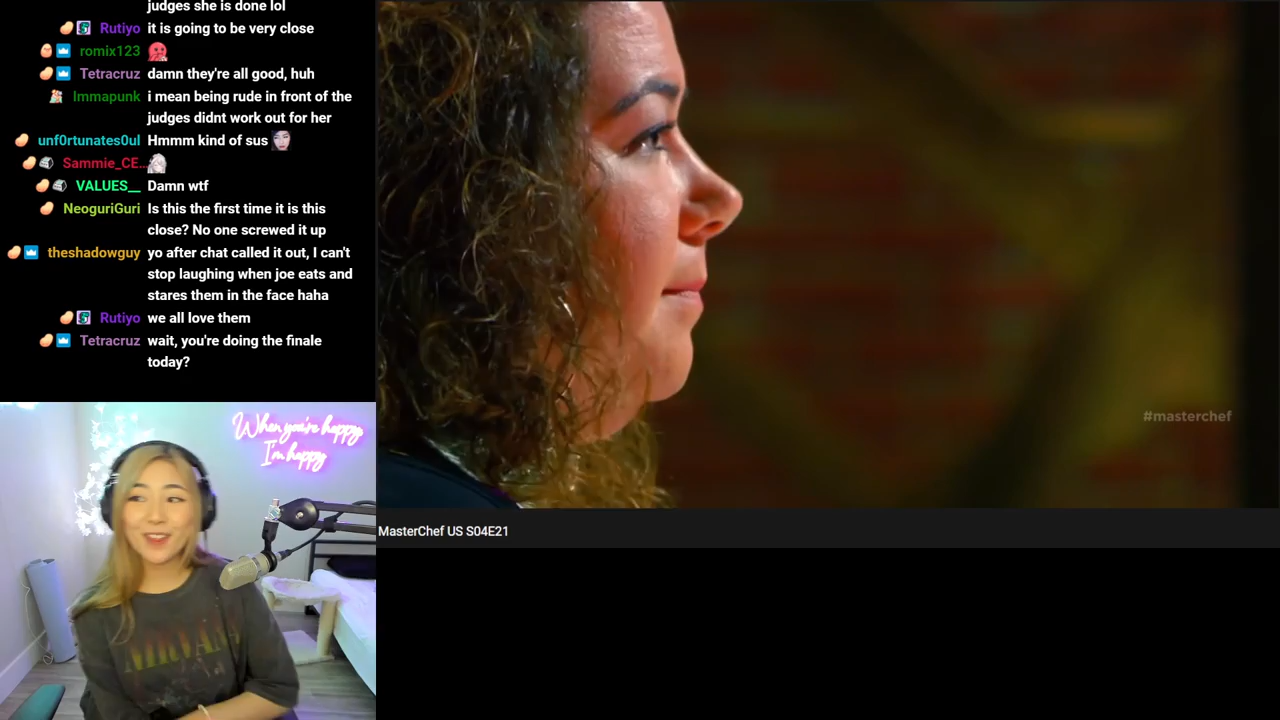 judges she is done lol
Rutiyo it is going to be very close
romix123
Tetracruz damn they're all good, huh
Immapunk i mean being rude in front of the
judges didnt work out for her
unf0rtunates0ul Hmmm kind of sus
Sammie_CE...
VALUES__ Damn wtf
NeoguriGuri Is this the first time it is this
close? No one screwed it up
theshadowguy yo after chat called it out, I can't
stop laughing when joe eats and
stares them in the face haha
Rutiyo we all love them
Tetracruz wait, you're doing the finale
today?
When you're happy
I'm happy
NIRVANA
#masterchef
MasterChef US S04E21